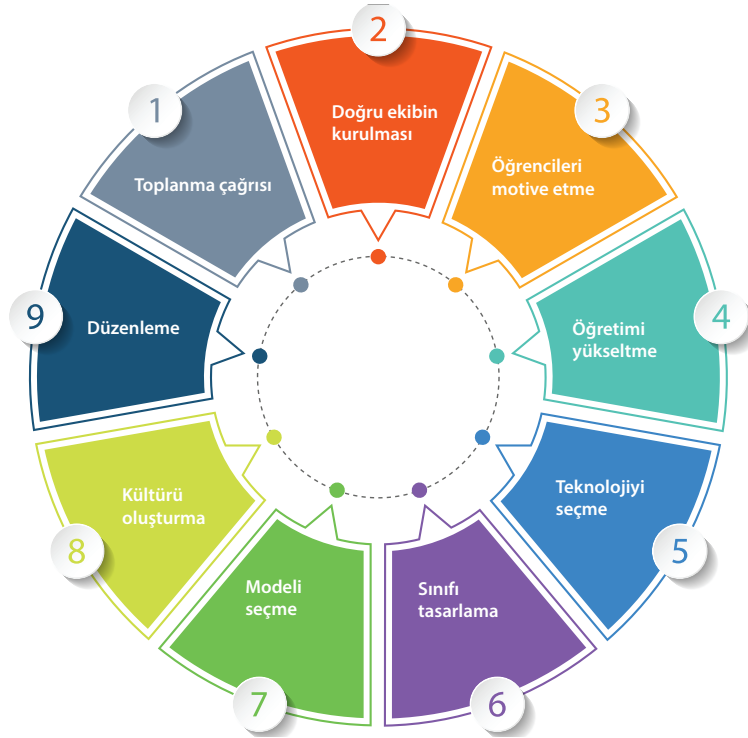 1
Toplanma çağrısı
2
Doğru ekibin
kurulması
3
Öğrencileri
motive etme
4
Öğretimi
yükseltme
5
Teknolojiyi
seçme
6
Sınıfı
tasarlama
7
Modeli
seçme
8
Kültürü
oluşturma
9
Düzenleme